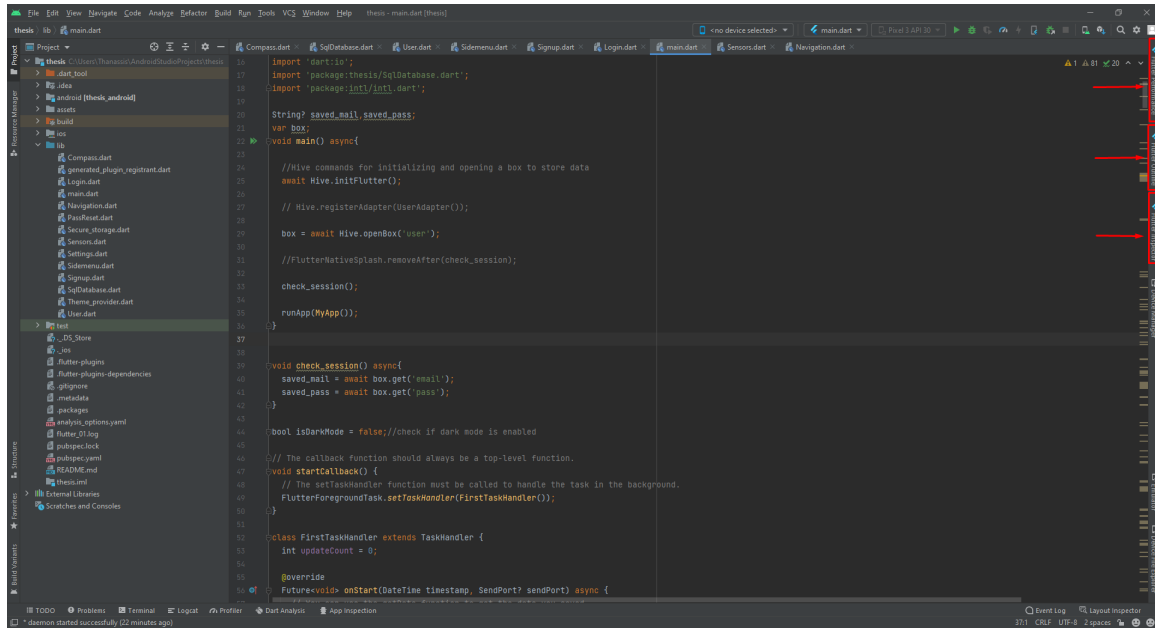 File Edit View Navigate Code Analyze Refactor Build Run Tools VCS Window Help thesis - main.dart [thesis]
thesis lib main.dart
<no device selected> main.dart Pixel 3 API 30
Project
Compass.dart SqlDatabase.dart User.dart Sidemenu.dart Signup.dart Login.dart main.dart Sensors.dart Navigation.dart
thesis C:\Users\Thanassis\AndroidStudioProjects\thesis
.dart_tool
.idea
android [thesis_android]
assets
build
ios
lib
Compass.dart
generated_plugin_registrant.dart
Login.dart
main.dart
Navigation.dart
PassReset.dart
Secure_storage.dart
Sensors.dart
Settings.dart
Sidemenu.dart
Signup.dart
SqlDatabase.dart
Theme_provider.dart
User.dart
test
._.DS_Store
._ios
.flutter-plugins
.flutter-plugins-dependencies
.gitignore
.metadata
.packages
analysis_options.yaml
flutter_01.log
pubspec.lock
pubspec.yaml
README.md
thesis.iml
External Libraries
Scratches and Consoles
Project
Resource Manager
Structure
Favorites
Build Variants
1 81 20
16 import 'dart:io';
17 import 'package:thesis/SqlDatabase.dart';
18 import 'package:intl/intl.dart';
19
20 String? saved_mail,saved_pass;
21 var box;
22 void main() async{
23
24 //Hive commands for initializing and opening a box to store data
25 await Hive.initFlutter();
26
27 // Hive.registerAdapter(UserAdapter());
28
29 box = await Hive.openBox('user');
30
31 //FlutterNativeSplash.removeAfter(check_session);
32
33 check_session();
34
35 runApp(MyApp());
36 }
37
38
39 void check_session() async{
40 saved_mail = await box.get('email');
41 saved_pass = await box.get('pass');
42 }
43
44 bool isDarkMode = false;//check if dark mode is enabled
45
46 // The callback function should always be a top-level function.
47 void startCallback() {
48 // The setTaskHandler function must be called to handle the task in the background.
49 FlutterForegroundTask.setTaskHandler(FirstTaskHandler());
50 }
51
52 class FirstTaskHandler extends TaskHandler {
53 int updateCount = 0;
54
55 @override
56 Future<void> onStart(DateTime timestamp, SendPort? sendPort) async {
TODO Problems Terminal Logcat Profiler Dart Analysis App Inspection Event Log Layout Inspector
* daemon started successfully (22 minutes ago) 37:1 CRLF UTF-8 2 spaces